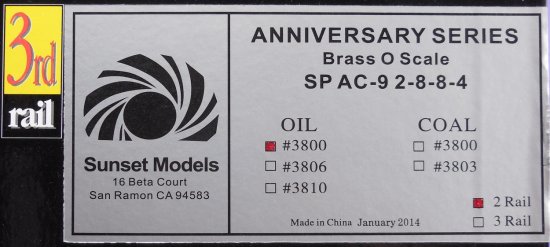 3rd
rail
Sunset Models
16 Beta Court
San Ramon CA 94583
ANNIVERSARY SERIES
Brass O Scale
SP AC-9 2-8-8-4
OIL
#3800
#3806
#3810
COAL
#3800
#3803
2 Rail
3 Rail
Made in China January 2014